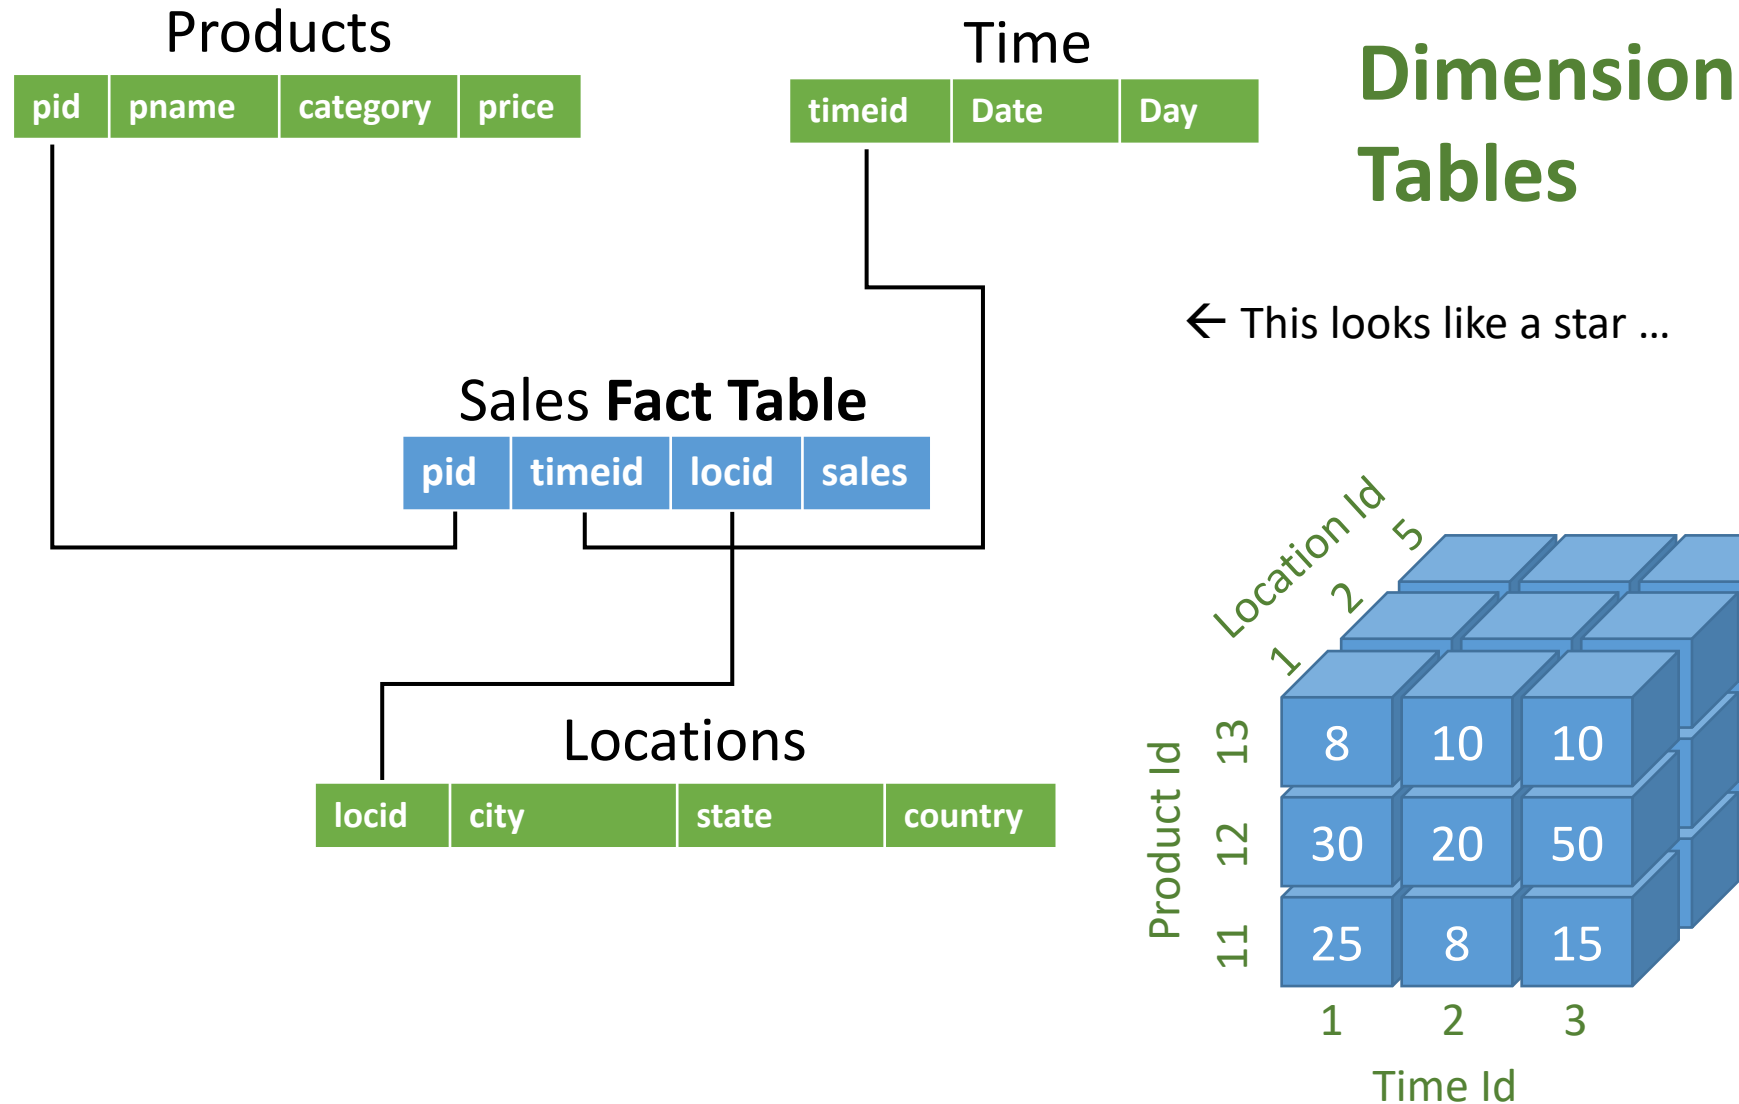 Products
pid pname category price
Time
timeid Date Day
Dimension
Tables
← This looks like a star ...
Sales Fact Table
pid timeid locid sales
Locations
locid city state country
Location Id
1 2 5
Product Id
13 8 10 10
12 30 20 50
11 25 8 15
1 2 3
Time Id